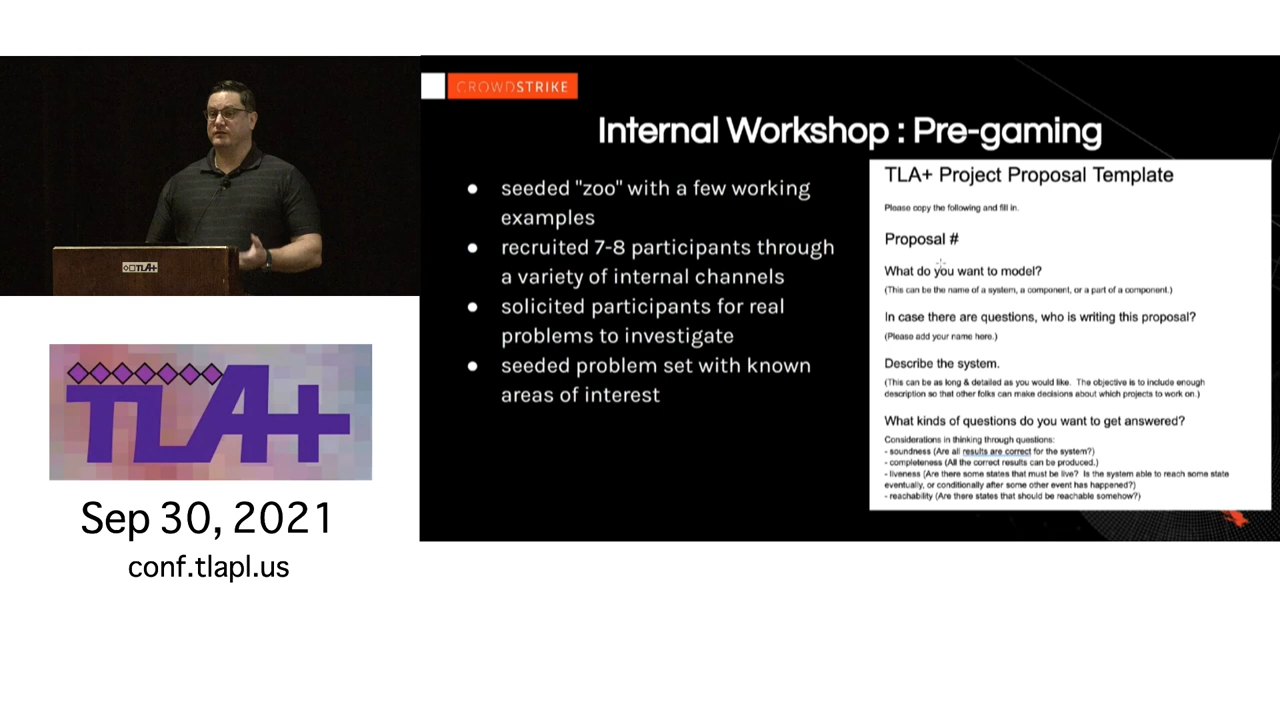 TLA+
TLA+
Sep 30, 2021
conf.tlapl.us
CROWDSTRIKE
Internal Workshop : Pre-gaming
● seeded "zoo" with a few working
examples
● recruited 7-8 participants through
a variety of internal channels
● solicited participants for real
problems to investigate
● seeded problem set with known
areas of interest
TLA+ Project Proposal Template
Please copy the following and fill in.
Proposal #
What do you want to model?
(This can be the name of a system, a component, or a part of a component.)
In case there are questions, who is writing this proposal?
(Please add your name here.)
Describe the system.
(This can be as long & detailed as you would like. The objective is to include enough
description so that other folks can make decisions about which projects to work on.)
What kinds of questions do you want to get answered?
Considerations in thinking through questions:
- soundness (Are all results are correct for the system?)
- completeness (All the correct results can be produced.)
- liveness (Are there some states that must be live? Is the system able to reach some state
eventually, or conditionally after some other event has happened?)
- reachability (Are there states that should be reachable somehow?)